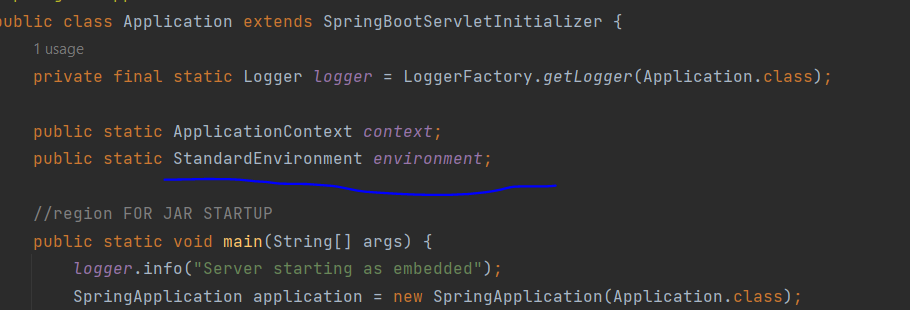 public class Application extends SpringBootServletInitializer {
1 usage
private final static Logger logger = LoggerFactory.getLogger(Application.class);
public static ApplicationContext context;
public static StandardEnvironment environment;
//region FOR JAR STARTUP
public static void main(String[] args) {
logger.info("Server starting as embedded");
SpringApplication application = new SpringApplication(Application.class);